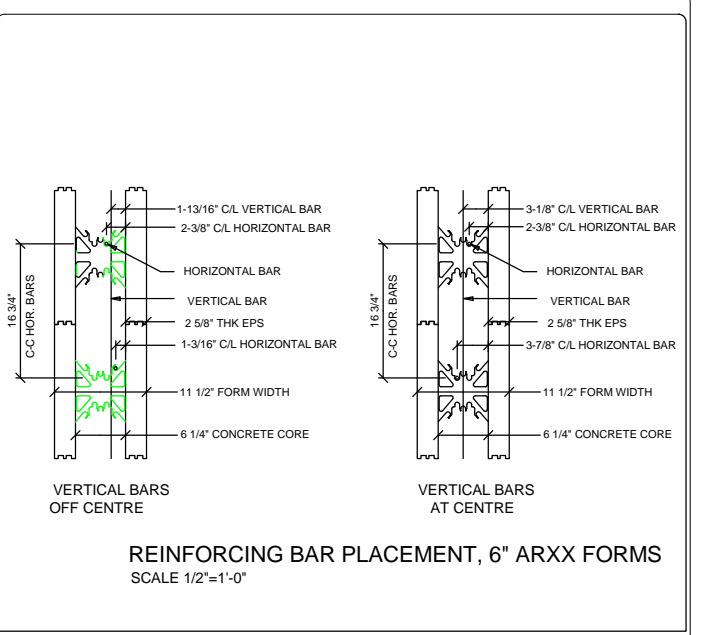 1-13/16" C/L VERTICAL BAR
2-3/8" C/L HORIZONTAL BAR
HORIZONTAL BAR
VERTICAL BAR
2 5/8" THK EPS
1-3/16" C/L HORIZONTAL BAR
11 1/2" FORM WIDTH
6 1/4" CONCRETE CORE
16 3/4"
C-C HOR. BARS
VERTICAL BARS
OFF CENTRE
3-1/8" C/L VERTICAL BAR
2-3/8" C/L HORIZONTAL BAR
HORIZONTAL BAR
VERTICAL BAR
2 5/8" THK EPS
3-7/8" C/L HORIZONTAL BAR
11 1/2" FORM WIDTH
6 1/4" CONCRETE CORE
16 3/4"
C-C HOR. BARS
VERTICAL BARS
AT CENTRE
REINFORCING BAR PLACEMENT, 6" ARXX FORMS
SCALE 1/2"=1'-0"